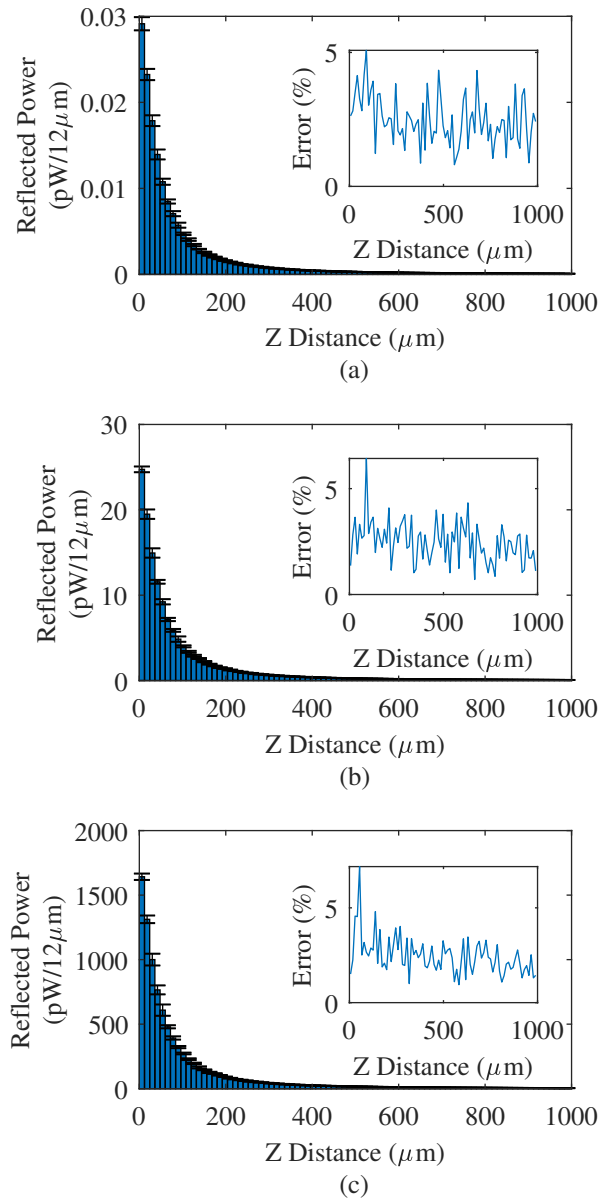 0.03
0.02
0.01
0
Reflected Power
(pW/12μm)
5
0
Error (%)
0 500 1000
Z Distance (μm)
0 200 400 600 800 1000
Z Distance (μm)
(a)
30
20
10
0
Reflected Power
(pW/12μm)
5
0
Error (%)
0 500 1000
Z Distance (μm)
0 200 400 600 800 1000
Z Distance (μm)
(b)
2000
1500
1000
500
0
Reflected Power
(pW/12μm)
5
0
Error (%)
0 500 1000
Z Distance (μm)
0 200 400 600 800 1000
Z Distance (μm)
(c)